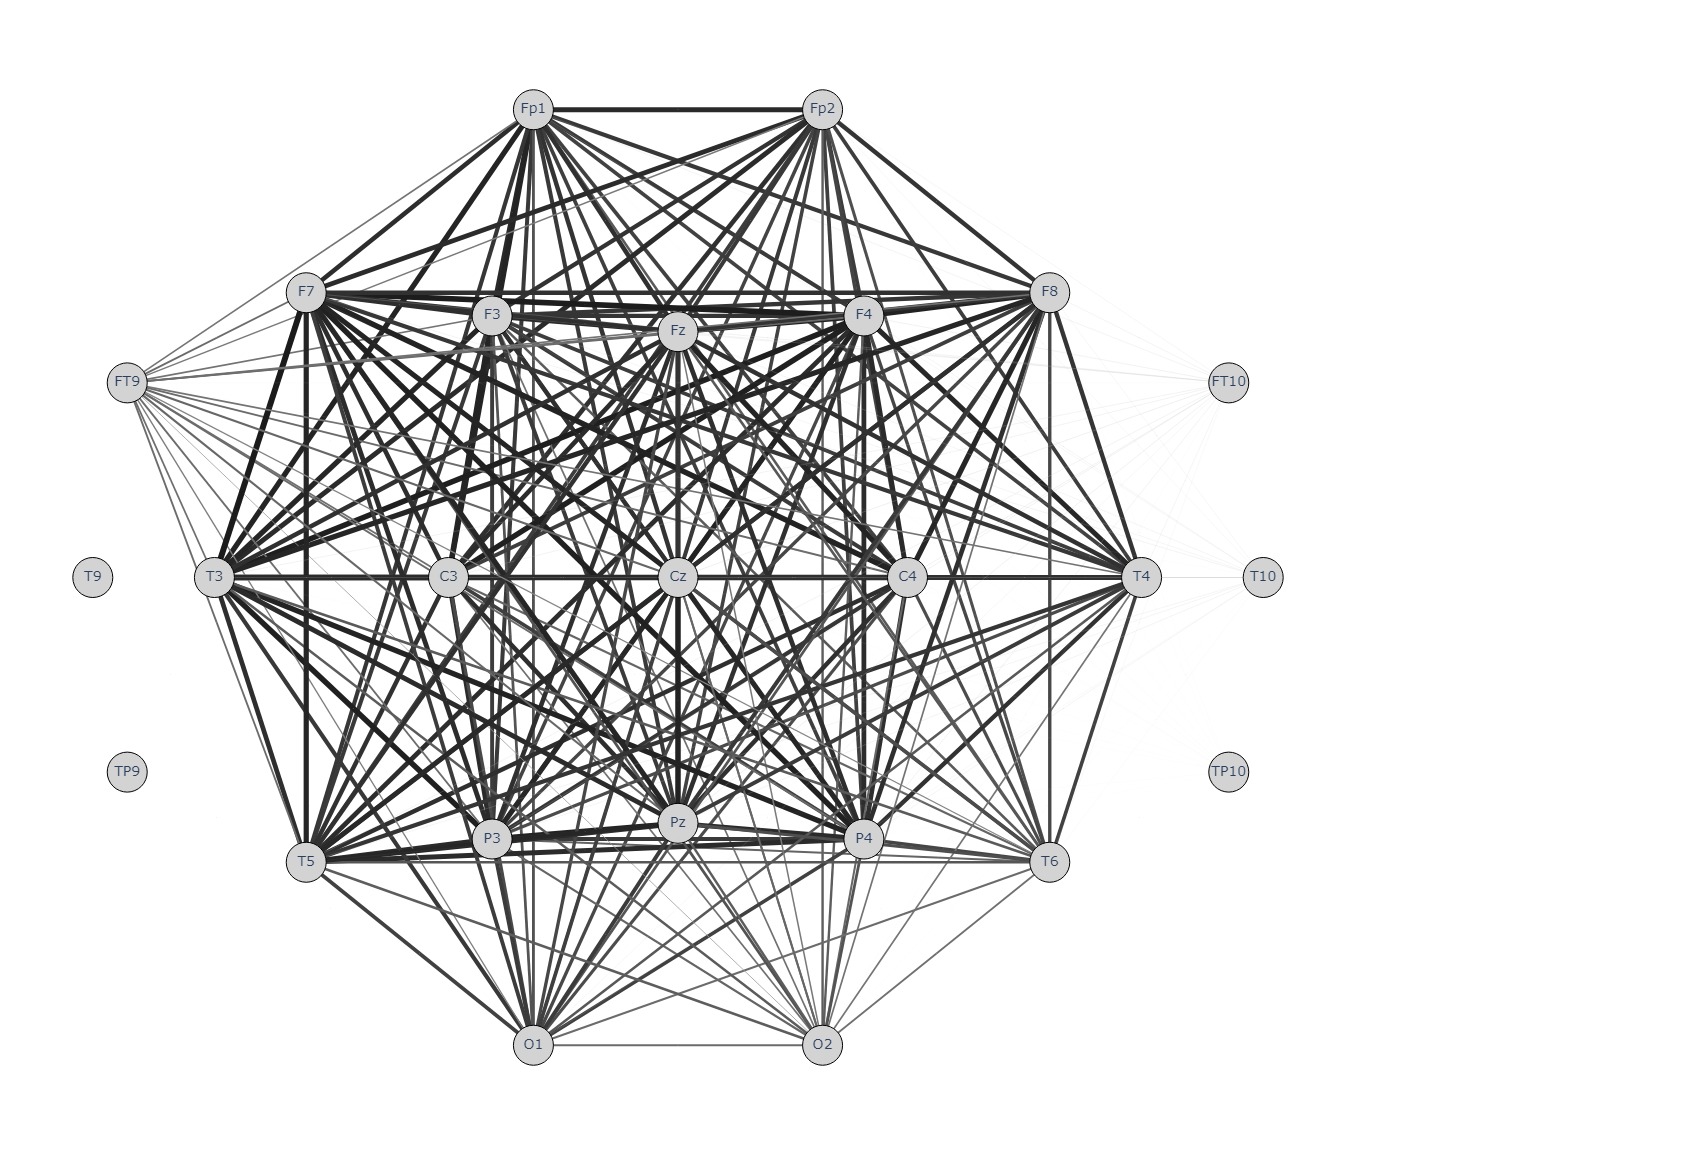 Fp1 Fp2
F7 F3 Fz F4 F8
FT9 FT10
T9 T3 C3 Cz C4 T4 T10
TP9 TP10
T5 P3 Pz P4 T6
O1 O2